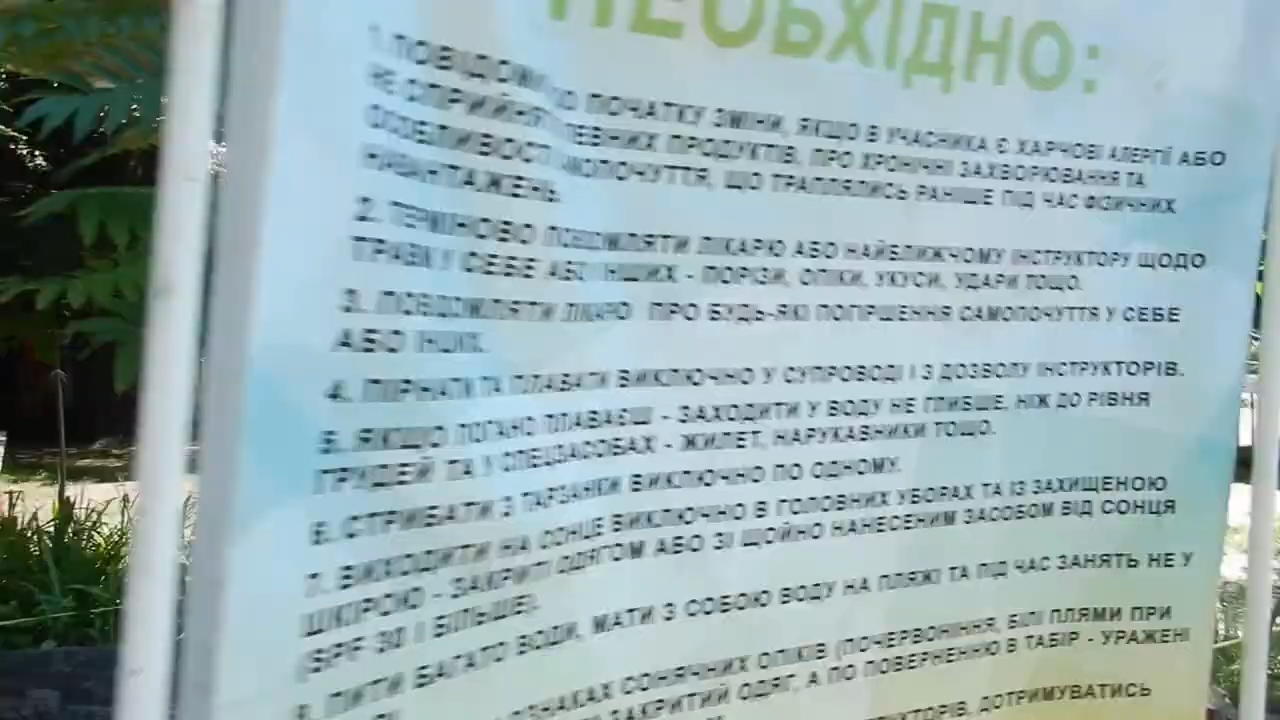 НЕОБХІДНО:
1. ПОВІДОМ ДО ПОЧАТКУ ЗМІНИ, ЯКЩО В УЧАСНИКА Є ХАРЧОВІ АЛЕРГІЇ АБО
НЕ СПРИЙНЯ ПЕВНИХ ПРОДУКТІВ, ПРО ХРОНІЧНІ ЗАХВОРЮВАННЯ ТА
ОСОБЛИВОСТІ САМОПОЧУТТЯ, ЩО ТРАПЛЯЛИСЬ РАНІШЕ ПІД ЧАС ФІЗИЧНИХ
НАВАНТАЖЕНЬ.
2. ТЕРМІНОВО ПОВІДОМЛЯТИ ЛІКАРЮ АБО НАЙБЛИЖЧОМУ ІНСТРУКТОРУ ЩОДО
ТРАВМ У СЕБЕ АБО ІНШИХ - ПОРІЗИ, ОПІКИ, УКУСИ, УДАРИ ТОЩО.
3. ПОВІДОМЛЯТИ ЛІКАРЮ ПРО БУДЬ-ЯКІ ПОГІРШЕННЯ САМОПОЧУТТЯ У СЕБЕ
АБО ІНШИХ.
4. ПІРНАТИ ТА ПЛАВАТИ ВИКЛЮЧНО У СУПРОВОДІ І З ДОЗВОЛУ ІНСТРУКТОРІВ.
5. ЯКЩО ПОГАНО ПЛАВАЄШ - ЗАХОДИТИ У ВОДУ НЕ ГЛИБШЕ, НІЖ ДО РІВНЯ
ГРУДЕЙ ТА У СПЕЦЗАСОБАХ - ЖИЛЕТ, НАРУКАВНИКИ ТОЩО.
6. СТРИБАТИ З ТАРЗАНКИ ВИКЛЮЧНО ПО ОДНОМУ.
7. ВИХОДИТИ НА СОНЦЕ ВИКЛЮЧНО В ГОЛОВНИХ УБОРАХ ТА ІЗ ЗАХИЩЕНОЮ
ШКІРОЮ - ЗАКРИТІ ОДЯГОМ АБО ЗІ ЩОЙНО НАНЕСЕНИМ ЗАСОБОМ ВІД СОНЦЯ
(SPF 30 І БІЛЬШЕ).
8. ПИТИ БАГАТО ВОДИ, МАТИ З СОБОЮ ВОДУ НА ПЛЯЖІ ТА ПІД ЧАС ЗАНЯТЬ НЕ У
ОЗНАКАХ СОНЯЧНИХ ОПІКІВ (ПОЧЕРВОНІННЯ, БІЛІ ПЛЯМИ ПРИ
ЗАКРИТИЙ ОДЯГ, А ПО ПОВЕРНЕННЮ В ТАБІР - УРАЖЕНІ
ДОТРИМУВАТИСЬ